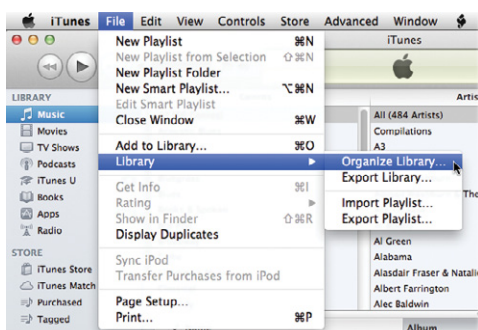 iTunes File Edit View Controls Store Advanced Window
iTunes
New Playlist ⌘N
New Playlist from Selection ⇧⌘N
New Playlist Folder
New Smart Playlist... ⌥⌘N
Edit Smart Playlist
Close Window ⌘W
Add to Library... ⌘O
Library ▶
Get Info ⌘I
Rating ▶
Show in Finder ⇧⌘R
Display Duplicates
Sync iPod
Transfer Purchases from iPod
Page Setup...
Print... ⌘P
Organize Library...
Export Library...
Import Playlist...
Export Playlist...
LIBRARY
Music
Movies
TV Shows
Podcasts
iTunes U
Books
Apps
Radio
STORE
iTunes Store
iTunes Match
Purchased
Tagged
Artis
All (484 Artists)
Compilations
A3
The
Al Green
Alabama
Alasdair Fraser & Natalie
Albert Farrington
Alec Baldwin
Album